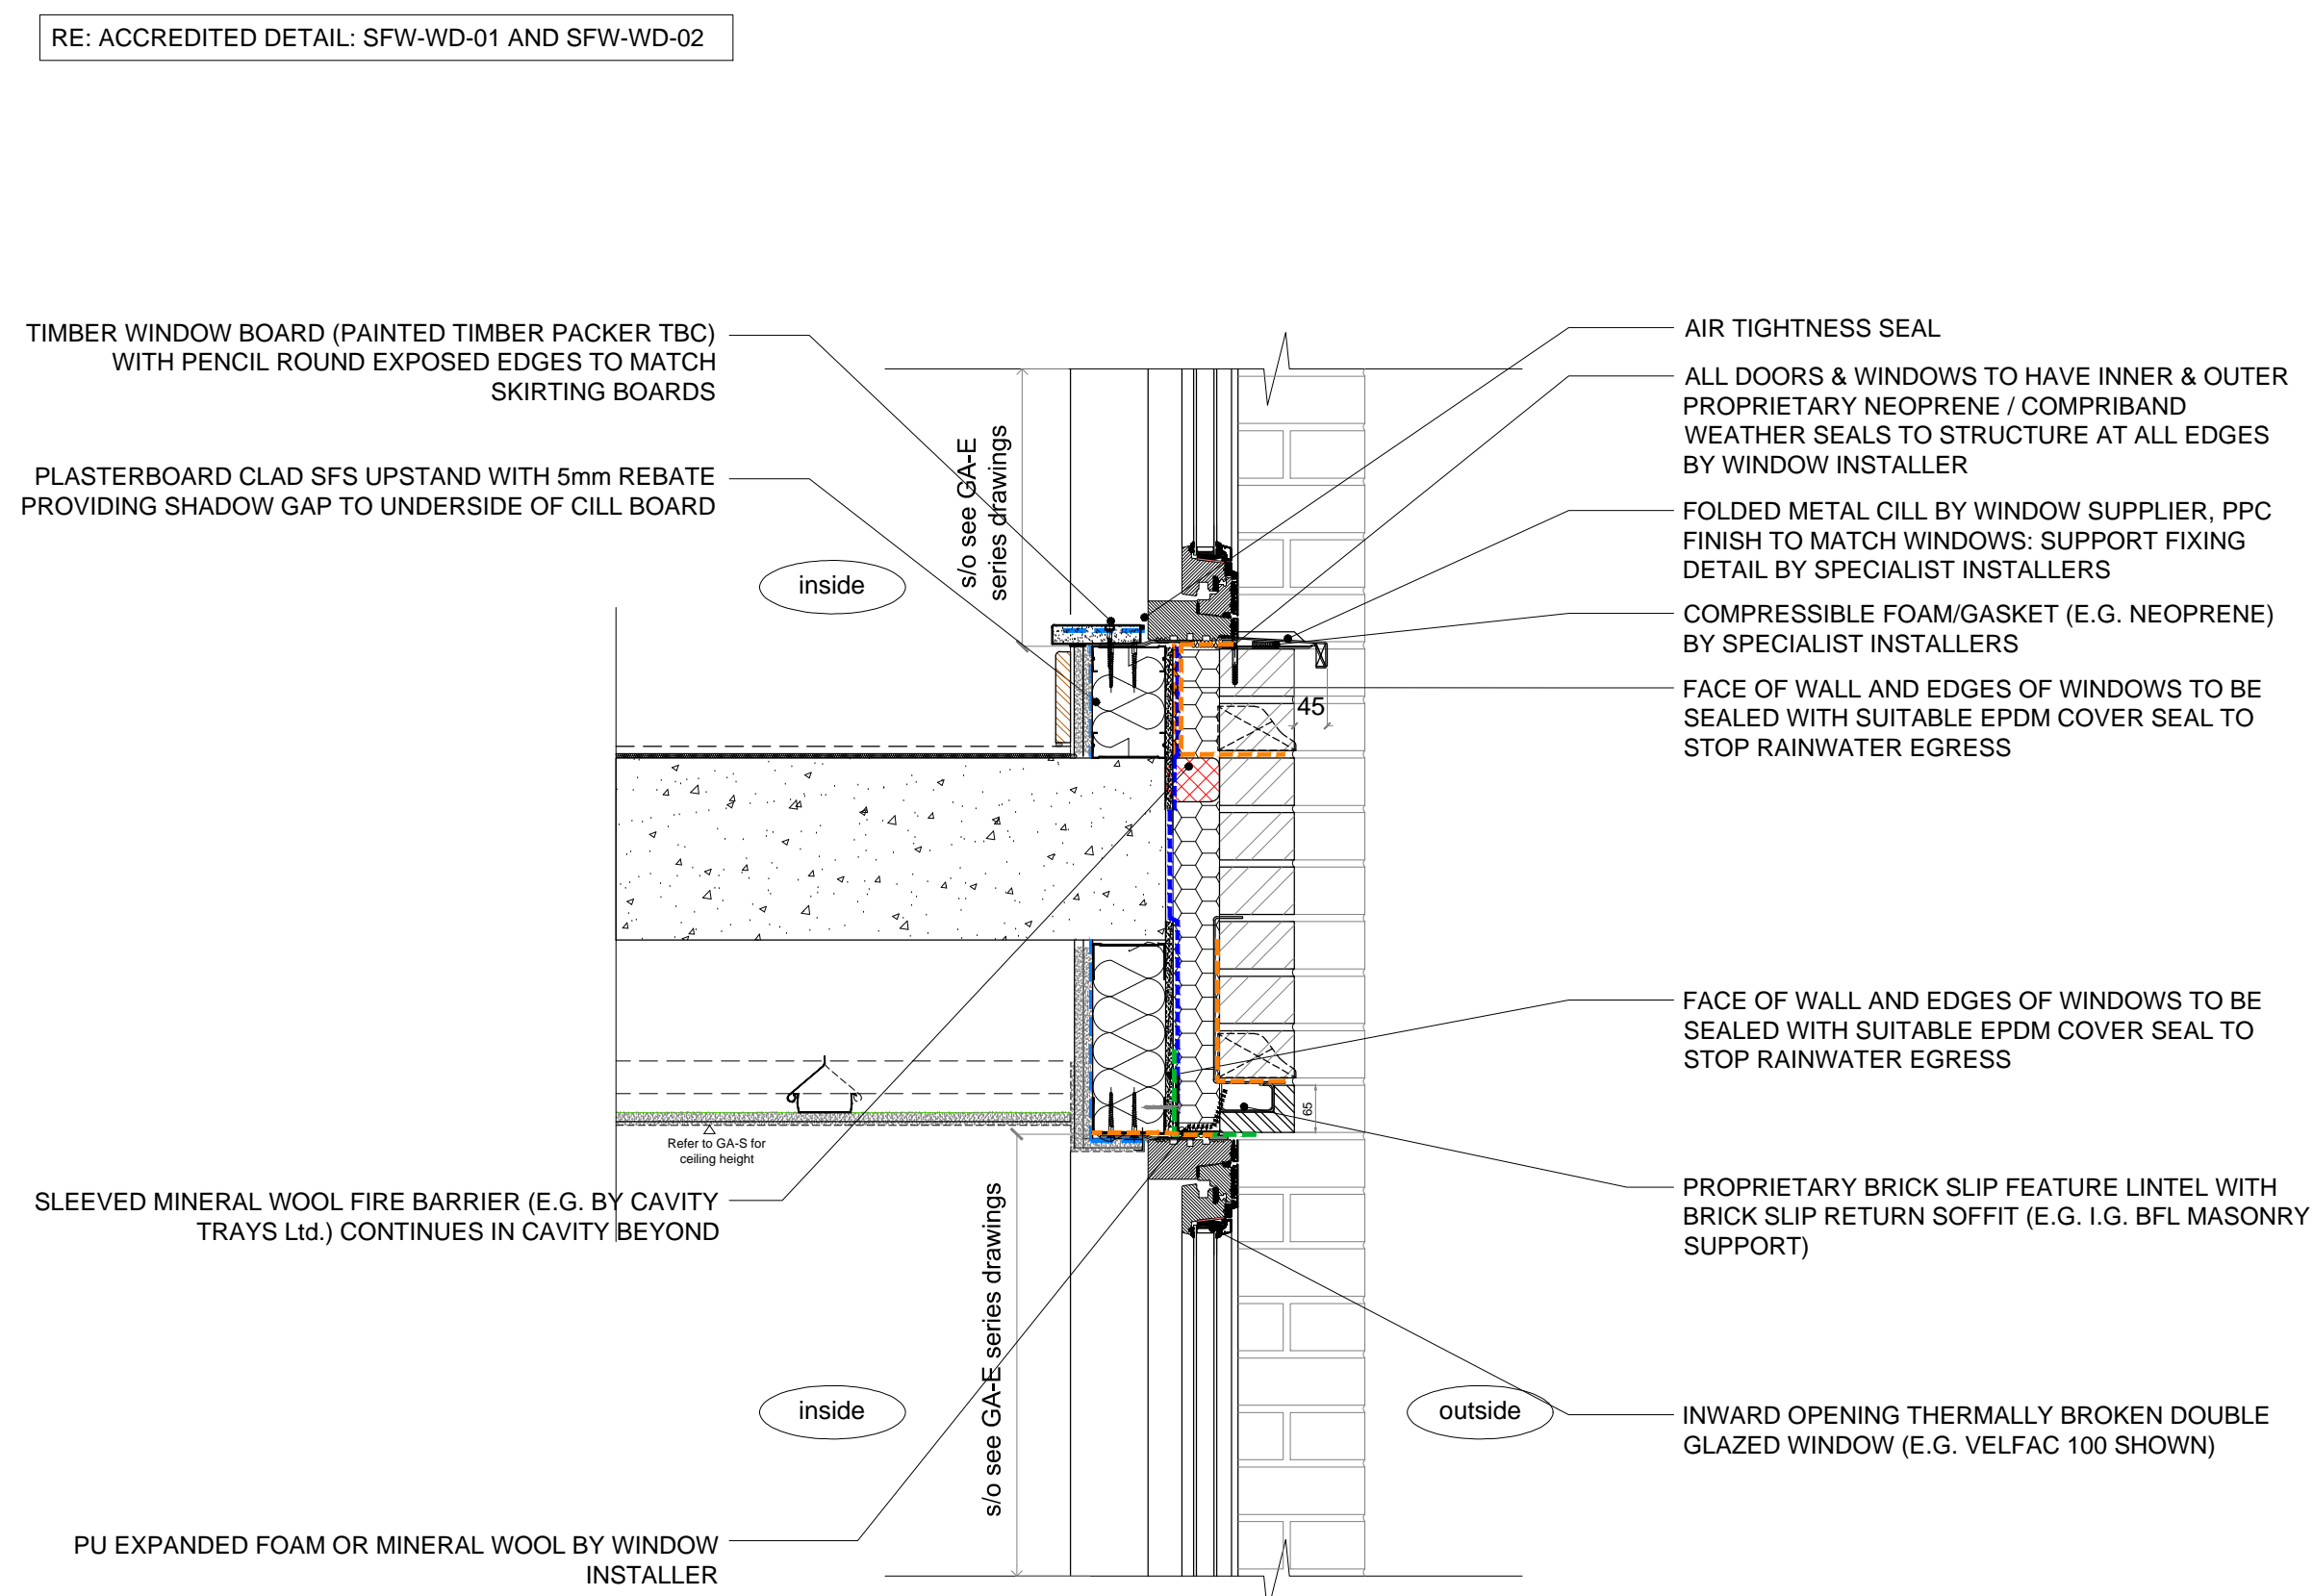 RE: ACCREDITED DETAIL: SFW-WD-01 AND SFW-WD-02
TIMBER WINDOW BOARD (PAINTED TIMBER PACKER TBC)
WITH PENCIL ROUND EXPOSED EDGES TO MATCH
SKIRTING BOARDS
PLASTERBOARD CLAD SFS UPSTAND WITH 5mm REBATE
PROVIDING SHADOW GAP TO UNDERSIDE OF CILL BOARD
s/o see GA-E
series drawings
inside
AIR TIGHTNESS SEAL
ALL DOORS & WINDOWS TO HAVE INNER & OUTER
PROPRIETARY NEOPRENE / COMPRIBAND
WEATHER SEALS TO STRUCTURE AT ALL EDGES
BY WINDOW INSTALLER
FOLDED METAL CILL BY WINDOW SUPPLIER, PPC
FINISH TO MATCH WINDOWS: SUPPORT FIXING
DETAIL BY SPECIALIST INSTALLERS
COMPRESSIBLE FOAM/GASKET (E.G. NEOPRENE)
BY SPECIALIST INSTALLERS
FACE OF WALL AND EDGES OF WINDOWS TO BE
SEALED WITH SUITABLE EPDM COVER SEAL TO
STOP RAINWATER EGRESS
45
FACE OF WALL AND EDGES OF WINDOWS TO BE
SEALED WITH SUITABLE EPDM COVER SEAL TO
STOP RAINWATER EGRESS
65
Refer to GA-S for
ceiling height
SLEEVED MINERAL WOOL FIRE BARRIER (E.G. BY CAVITY
TRAYS Ltd.) CONTINUES IN CAVITY BEYOND
PROPRIETARY BRICK SLIP FEATURE LINTEL WITH
BRICK SLIP RETURN SOFFIT (E.G. I.G. BFL MASONRY
SUPPORT)
s/o see GA-E series drawings
inside
outside
INWARD OPENING THERMALLY BROKEN DOUBLE
GLAZED WINDOW (E.G. VELFAC 100 SHOWN)
PU EXPANDED FOAM OR MINERAL WOOL BY WINDOW
INSTALLER